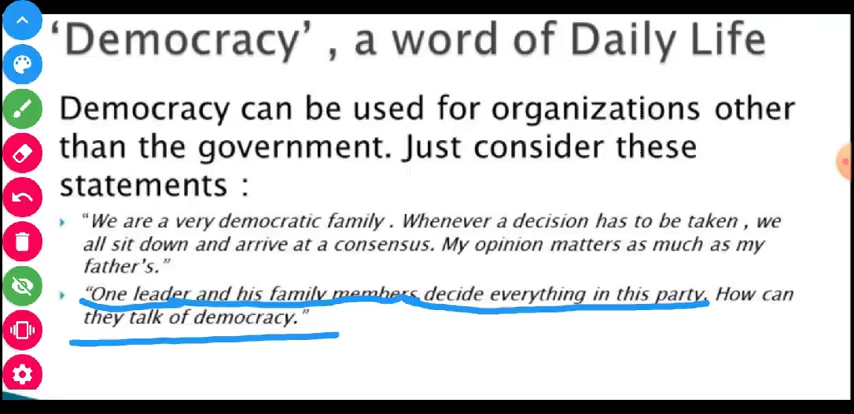 ‘Democracy’ , a word of Daily Life
Democracy can be used for organizations other
than the government. Just consider these
statements :
“We are a very democratic family . Whenever a decision has to be taken , we
all sit down and arrive at a consensus. My opinion matters as much as my
father's.”
“One leader and his family members decide everything in this party. How can
they talk of democracy.”